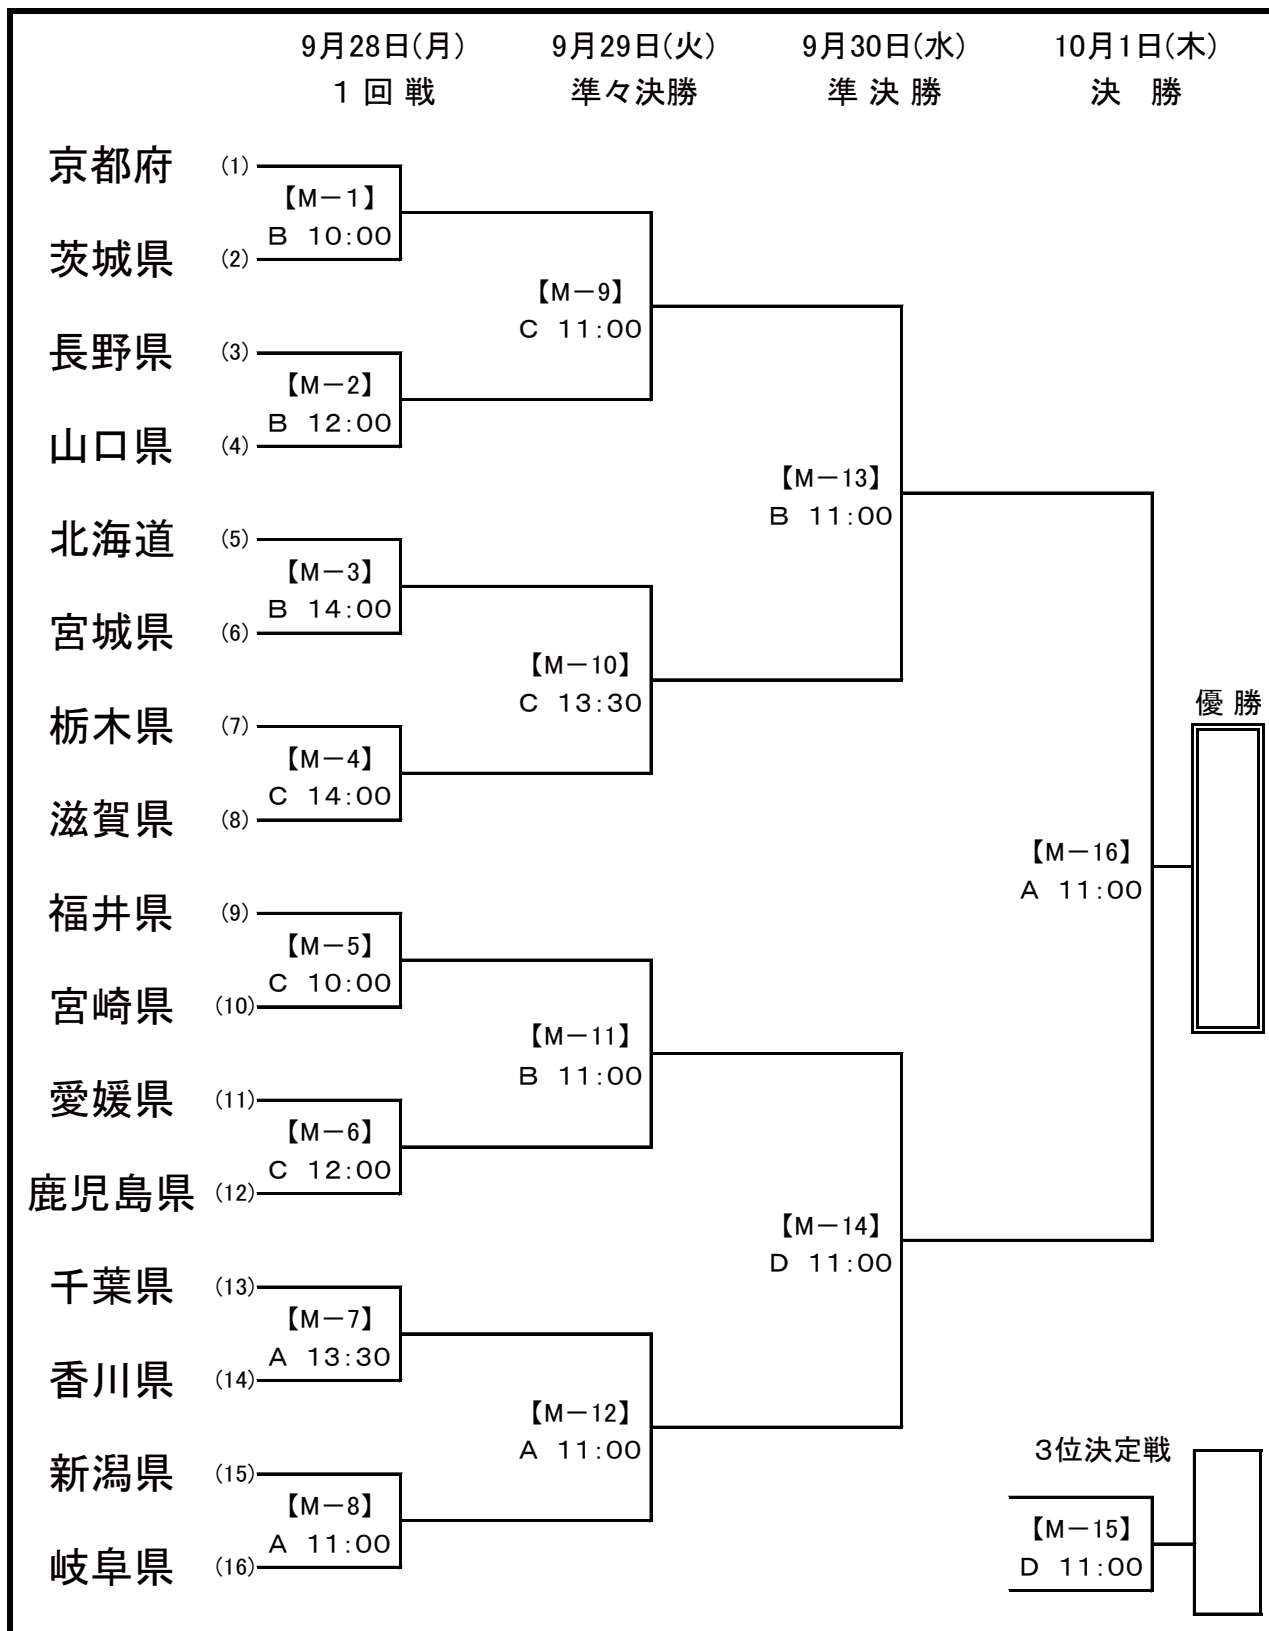 9月28日(月) 9月29日(火) 9月30日(水) 10月1日(木)
１回戦 準々決勝 準決勝 決 勝
京都府 (1)
【M－1】
B 10:00
茨城県 (2)
【M－9】
C 11:00
長野県 (3)
【M－2】
B 12:00
山口県 (4)
【M－13】
B 11:00
北海道 (5)
【M－3】
B 14:00
宮城県 (6)
【M－10】
C 13:30
栃木県 (7)
優勝
【M－4】
C 14:00
滋賀県 (8)
【M－16】
A 11:00
福井県 (9)
【M－5】
C 10:00
宮崎県 (10)
【M－11】
B 11:00
愛媛県 (11)
【M－6】
C 12:00
鹿児島県 (12)
【M－14】
D 11:00
千葉県 (13)
【M－7】
A 13:30
香川県 (14)
【M－12】
A 11:00
3位決定戦
新潟県 (15)
【M－8】
A 11:00
【M－15】
D 11:00
岐阜県 (16)